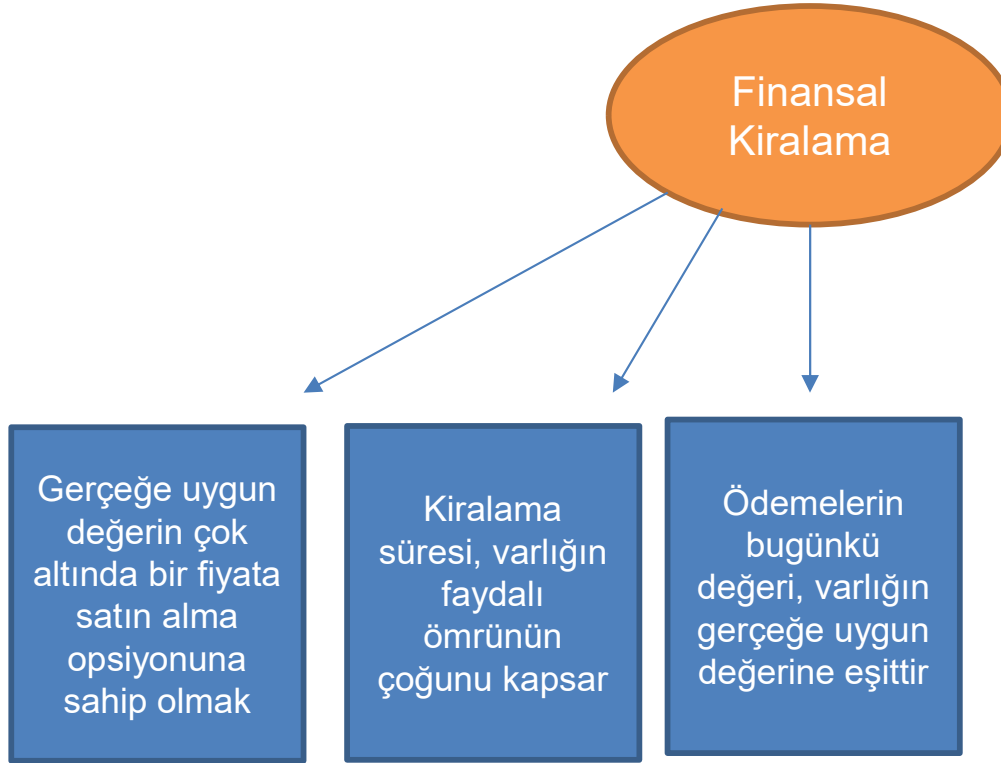 Finansal
Kiralama
Gerçeğe uygun
değerin çok
altında bir fiyata
satın alma
opsiyonuna
sahip olmak
Kiralama
süresi, varlığın
faydalı
ömrünün
çoğunu kapsar
Ödemelerin
bugünkü
değeri, varlığın
gerçeğe uygun
değerine eşittir